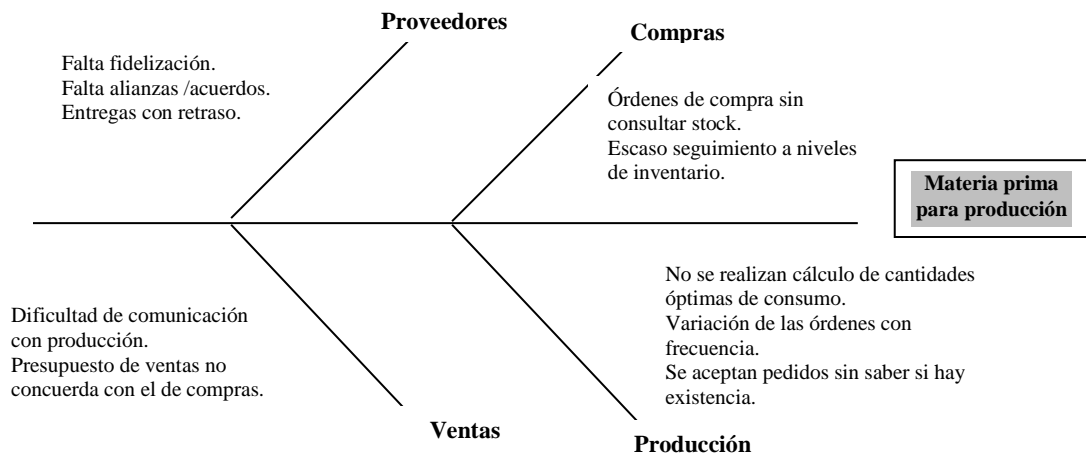 Proveedores
Compras
Falta fidelización.
Falta alianzas /acuerdos.
Entregas con retraso.
Órdenes de compra sin
consultar stock.
Escaso seguimiento a niveles
de inventario.
Materia prima
para producción
No se realizan cálculo de cantidades
óptimas de consumo.
Variación de las órdenes con
frecuencia.
Se aceptan pedidos sin saber si hay
existencia.
Dificultad de comunicación
con producción.
Presupuesto de ventas no
concuerda con el de compras.
Ventas
Producción